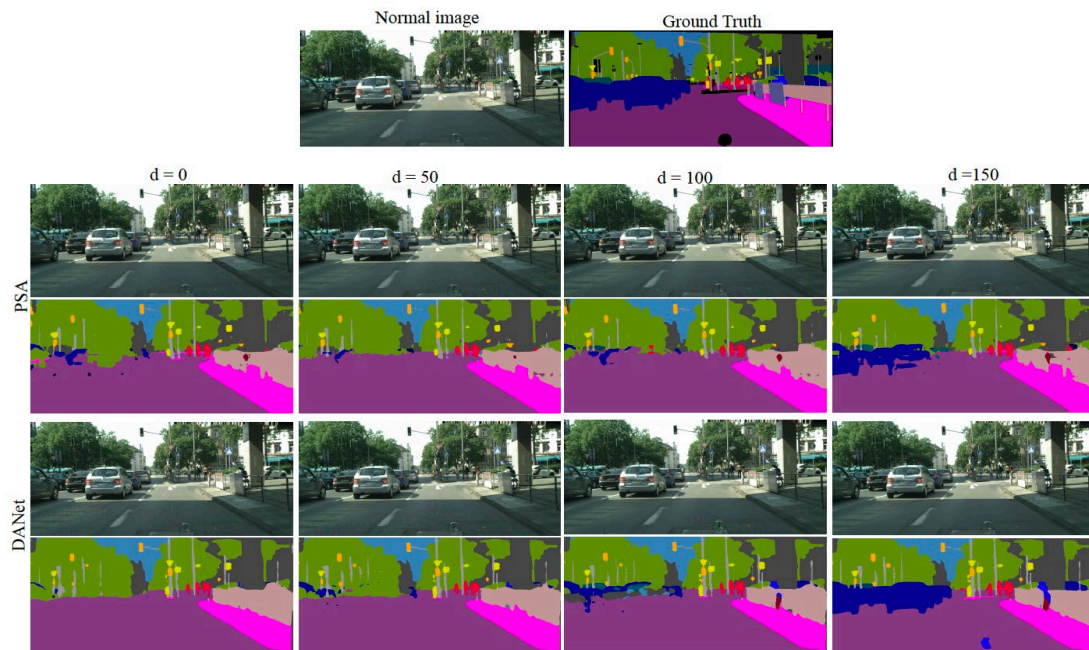 Normal image
Ground Truth
d = 0
d = 50
d = 100
d =150
PSA
DANet